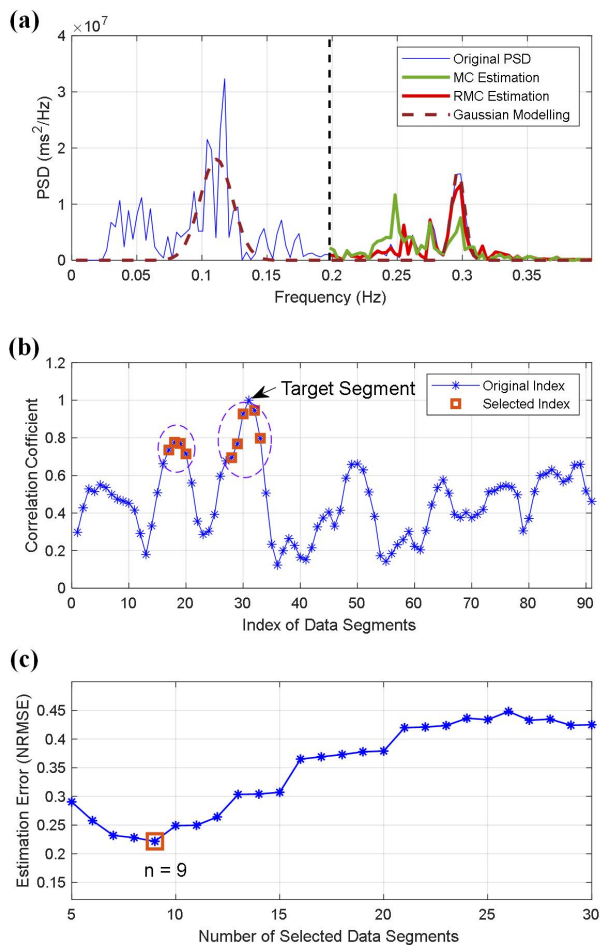 (a)
×10⁷
4
3
2
1
0
PSD (ms²/Hz)
Original PSD
MC Estimation
RMC Estimation
Gaussian Modelling
0.05 0.1 0.15 0.2 0.25 0.3 0.35
Frequency (Hz)
(b)
1.2
1
0.8
0.6
0.4
0.2
0
Correlation Cofficient
Target Segment
Original Index
Selected Index
0 10 20 30 40 50 60 70 80 90
Index of Data Segments
(c)
0.45
0.4
0.35
0.3
0.25
0.2
0.15
Estimation Error (NRMSE)
n = 9
5 10 15 20 25 30
Number of Selected Data Segments